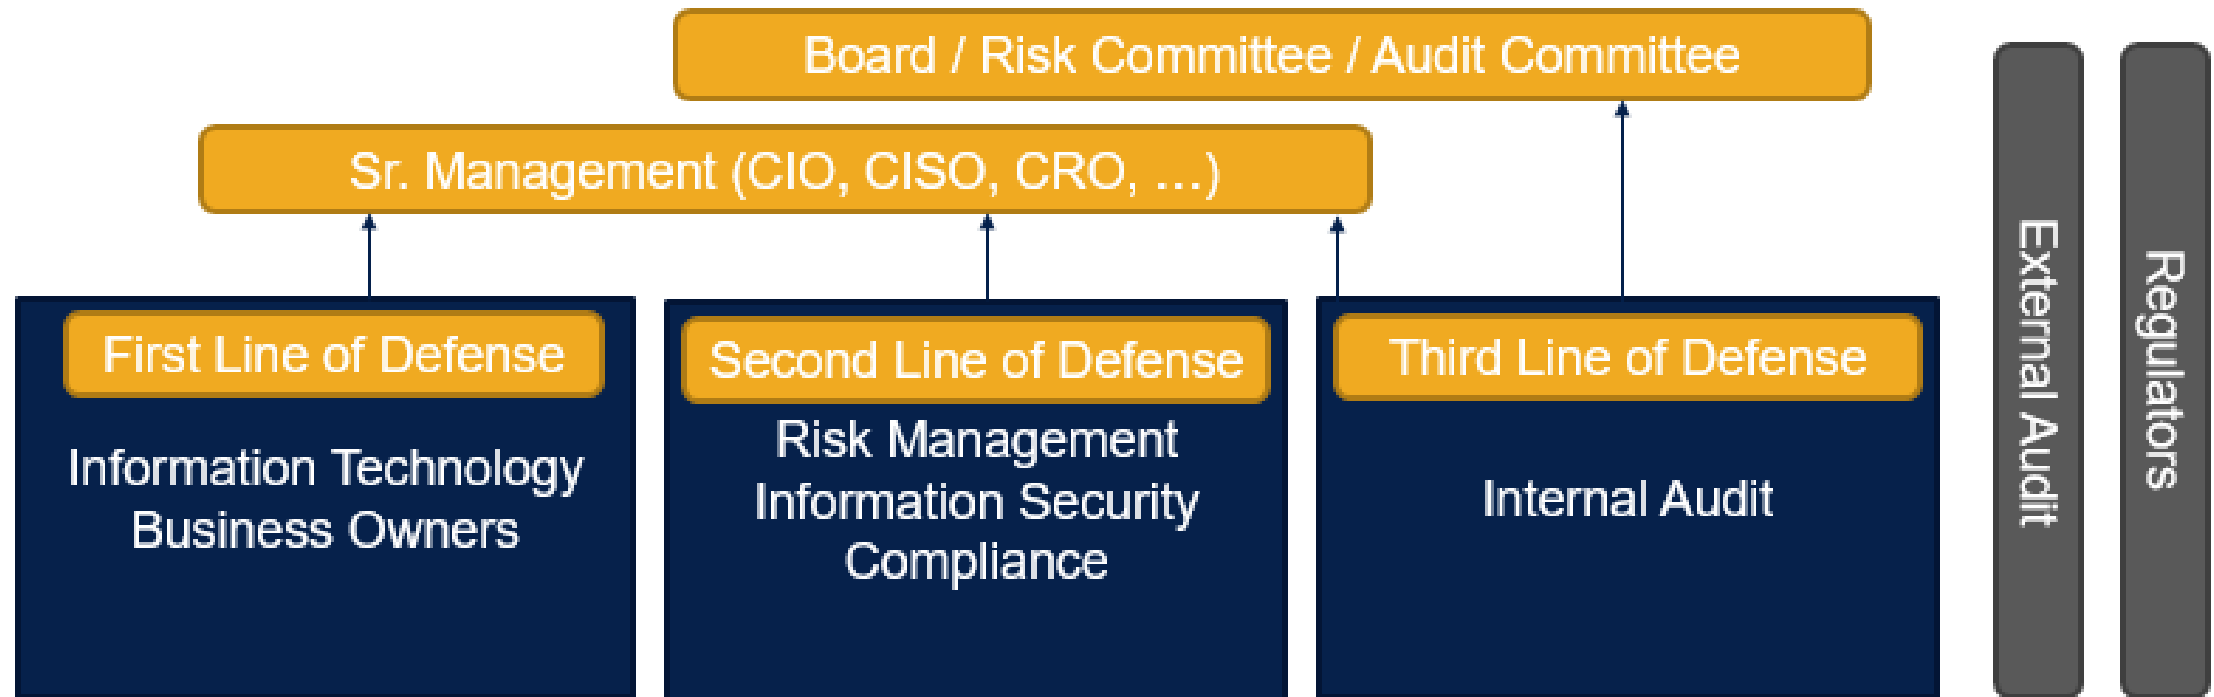 Board / Risk Committee / Audit Committee
Sr. Management (CIO, CISO, CRO, ...)
First Line of Defense
Information Technology
Business Owners
Second Line of Defense
Risk Management
Information Security
Compliance
Third Line of Defense
Internal Audit
External Audit
Regulators